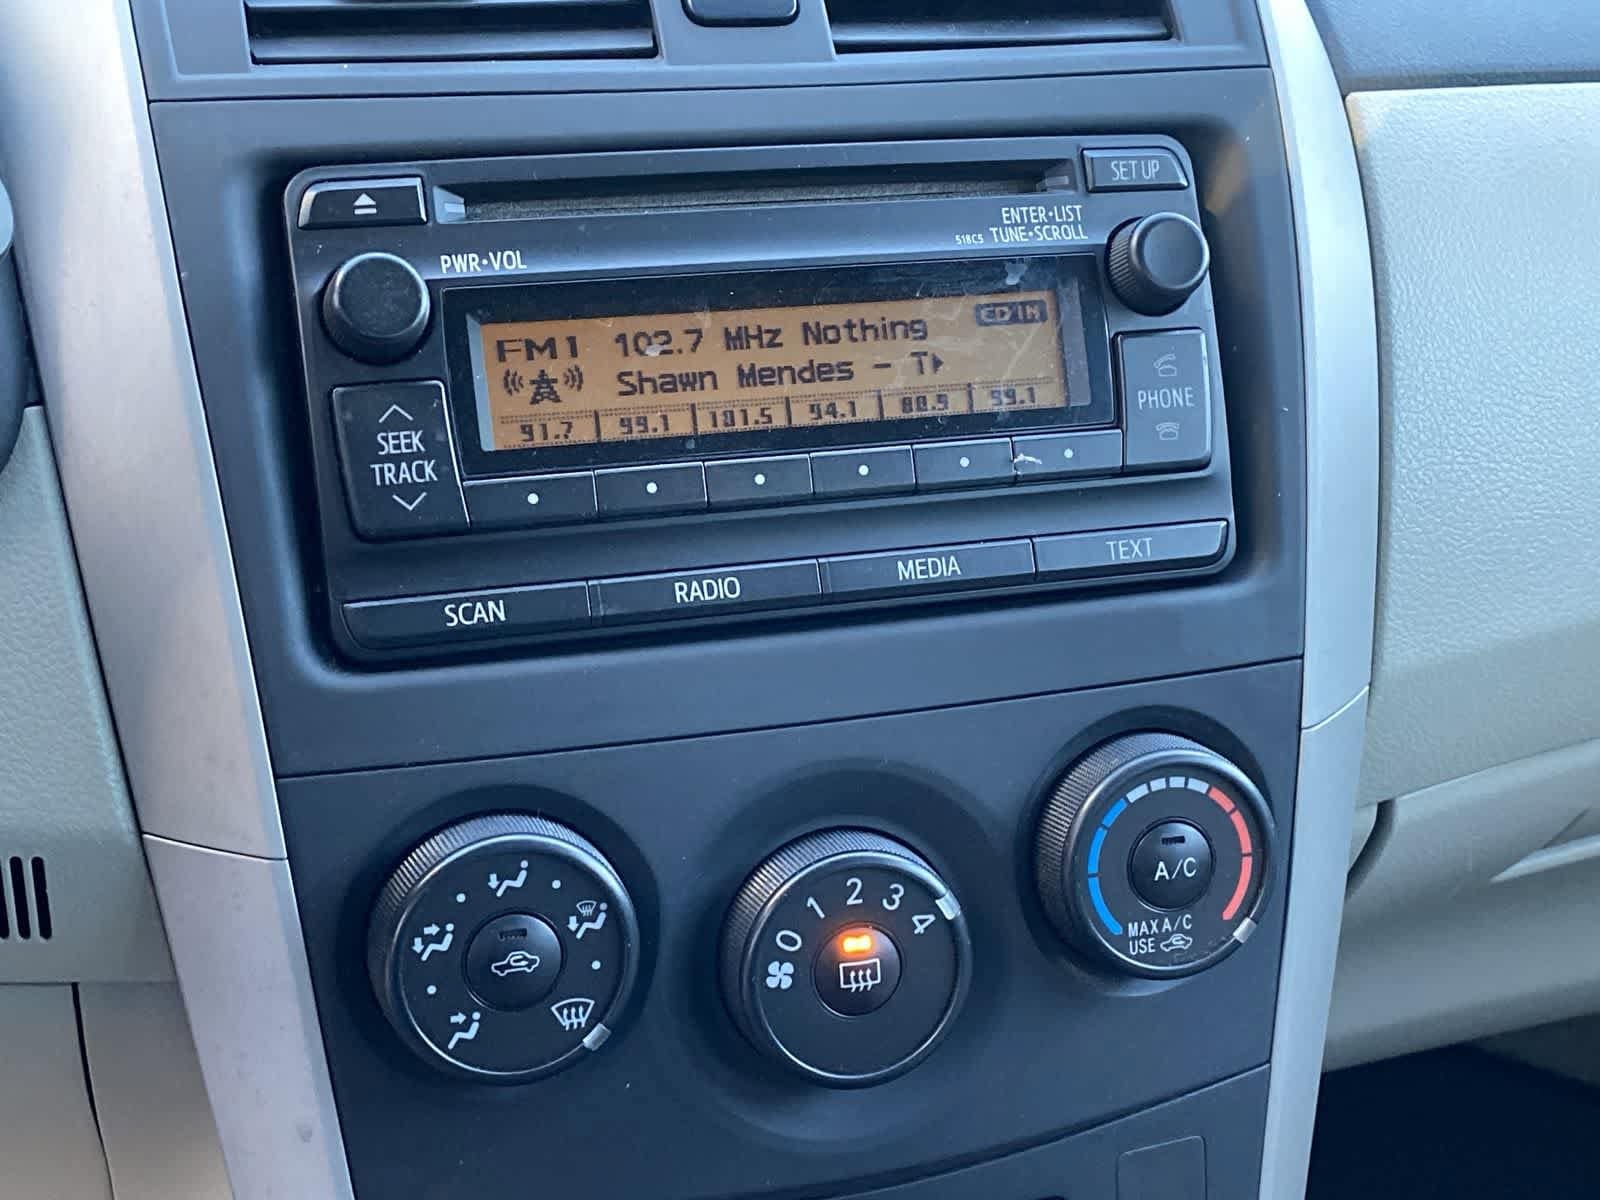 SET UP
ENTER•LIST
518C5 TUNE•SCROLL
PWR•VOL
CD IN
FM1 102.7 MHz Nothing
Shawn Mendes - T
91.7 99.1 101.5 94.1 88.9 99.1
SEEK
TRACK
PHONE
SCAN RADIO MEDIA TEXT
0 1 2 3 4
A/C
MAX A/C
USE